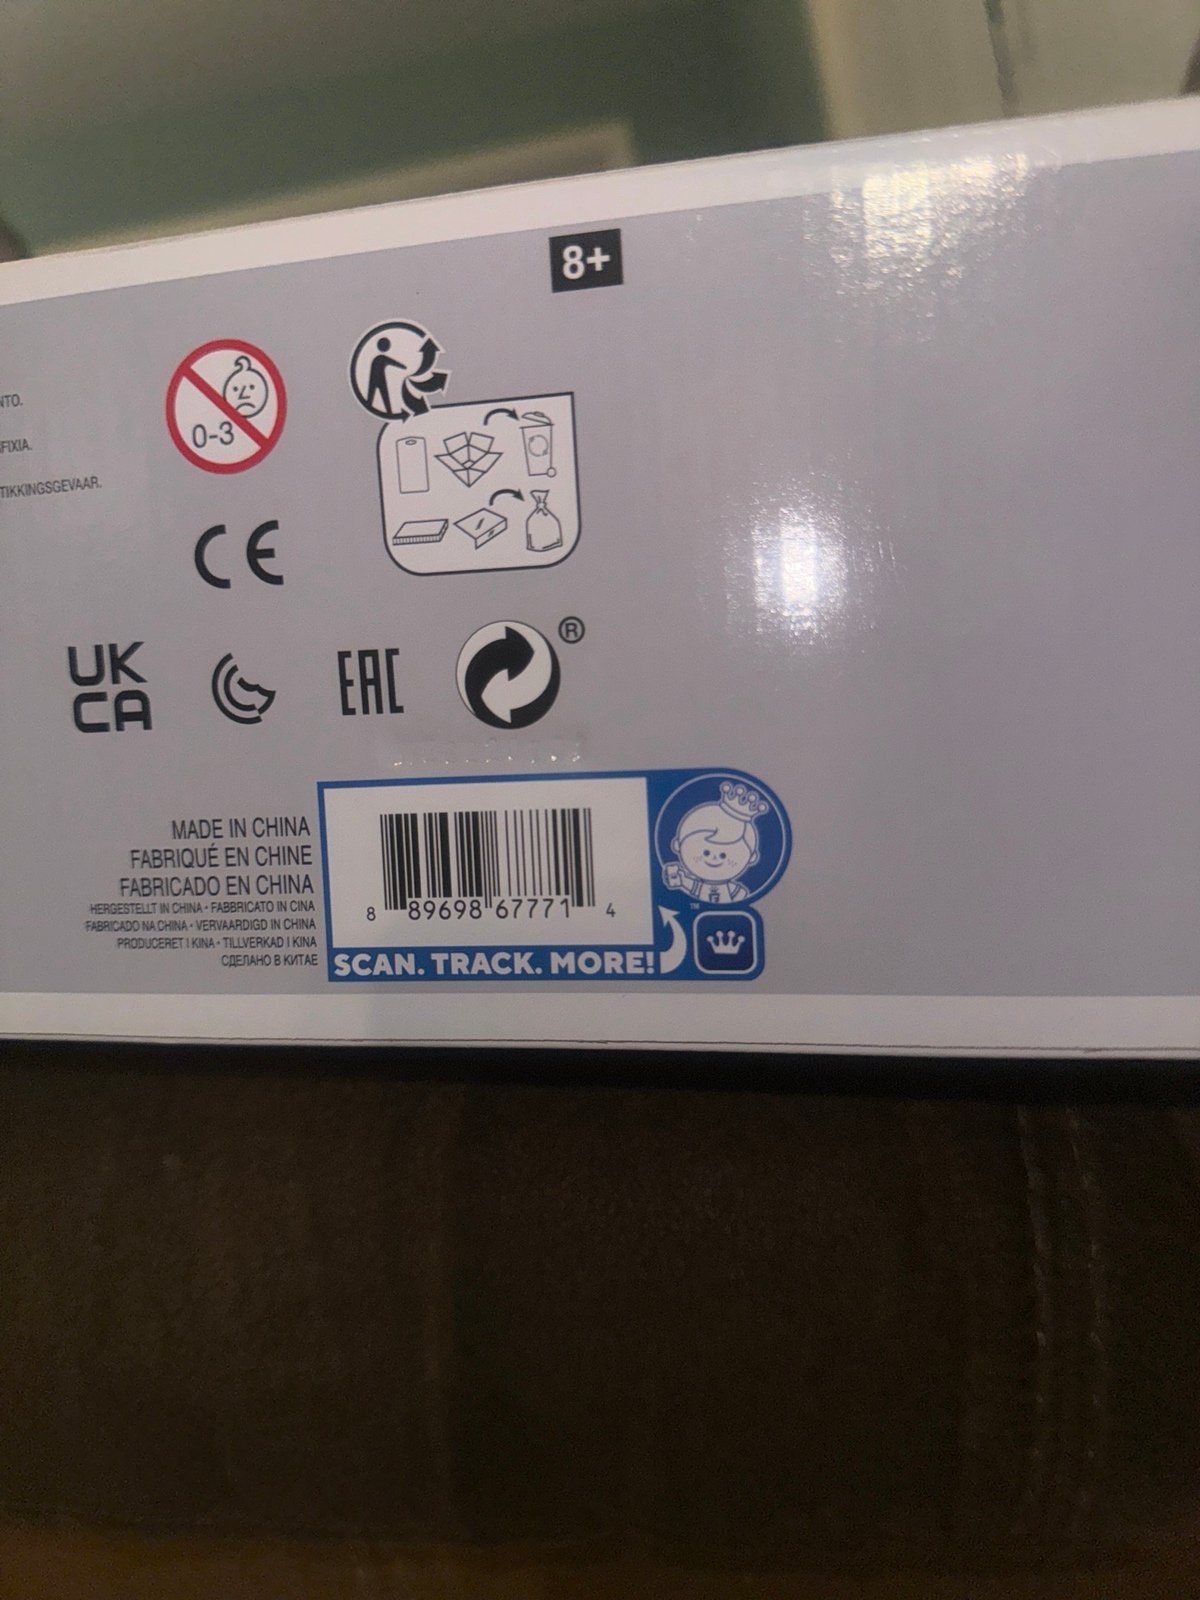 8+
NTO.
FIXIA.
TIKKINGSGEVAAR.
0-3
CE
UK
CA
EAC
®
MADE IN CHINA
FABRIQUÉ EN CHINE
FABRICADO EN CHINA
HERGESTELLT IN CHINA • FABBRICATO IN CINA
FABRICADO NA CHINA • VERVAARDIGD IN CHINA
PRODUCERET I KINA • TILLVERKAD I KINA
СДЕЛАНО В КИТАЕ
8 89698 67771 4
™
SCAN. TRACK. MORE!